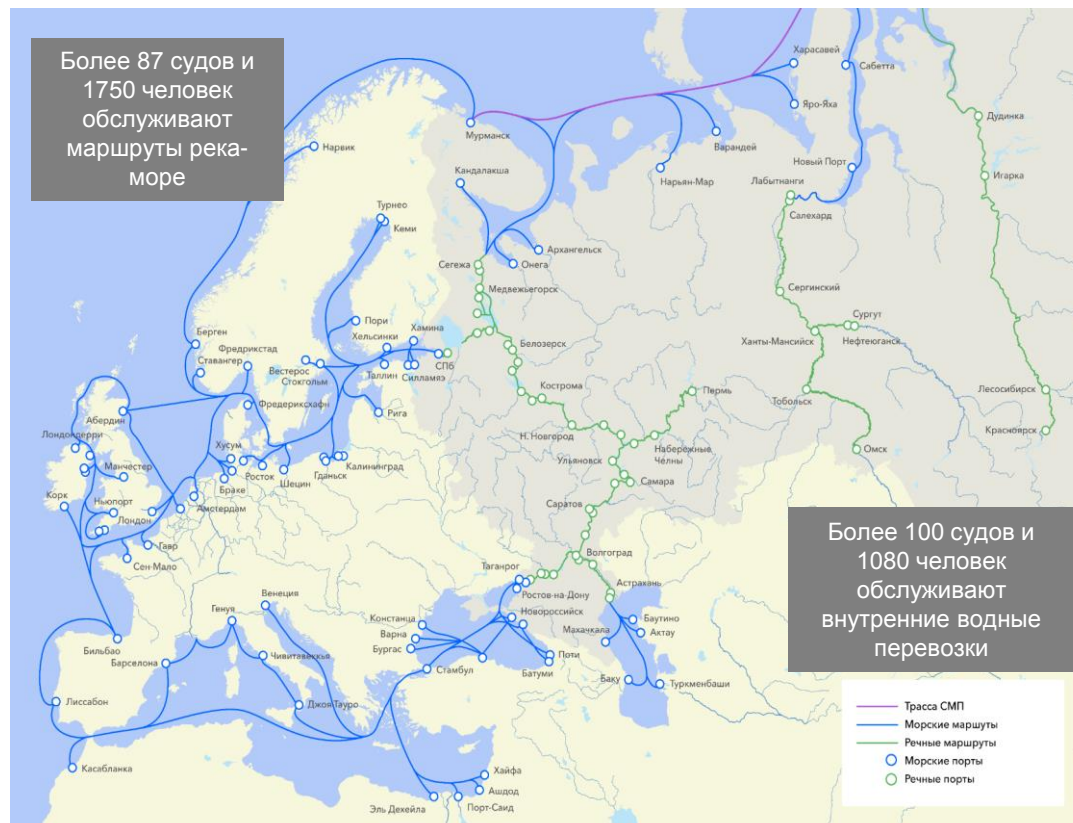 Более 87 судов и
1750 человек
обслуживают
маршруты река-
море
Харасавей
Сабетта
Яро-Яха
Дудинка
Мурманск
Нарвик
Варандей
Кандалакша
Нарьян-Мар
Новый Порт
Игарка
Лабытнанги
Салехард
Турнео
Кеми
Архангельск
Онега
Сегежа
Медвежьегорск
Сергинский
Сургут
Нефтеюганск
Ханты-Мансийск
Пори
Хамина
Хельсинки
Берген
Ставангер
Фредрикстад
Вестерос
Стокгольм
Таллин
Силламяэ
СПб
Белозерск
Кострома
Пермь
Тобольск
Лесосибирск
Красноярск
Омск
Фредериксхафн
Рига
Абердин
Лондондерри
Н. Новгород
Набережные
Челны
Ульяновск
Самара
Хусум
Манчестер
Росток
Гданьск
Калининград
Шецин
Браке
Корк
Ньюпорт
Лондон
Амстердам
Саратов
Гавр
Сен-Мало
Волгоград
Таганрог
Астрахань
Ростов-на-Дону
Новороссийск
Венеция
Генуя
Констанца
Варна
Бургас
Махачкала
Баутино
Актау
Бильбао
Барселона
Чивитавеккья
Стамбул
Поти
Батуми
Баку
Туркменбаши
Лиссабон
Джоя-Тауро
Касабланка
Хайфа
Ашдод
Эль Дехейла
Порт-Саид
Более 100 судов и
1080 человек
обслуживают
внутренние водные
перевозки
Трасса СМП
Морские маршуты
Речные маршруты
Морские порты
Речные порты